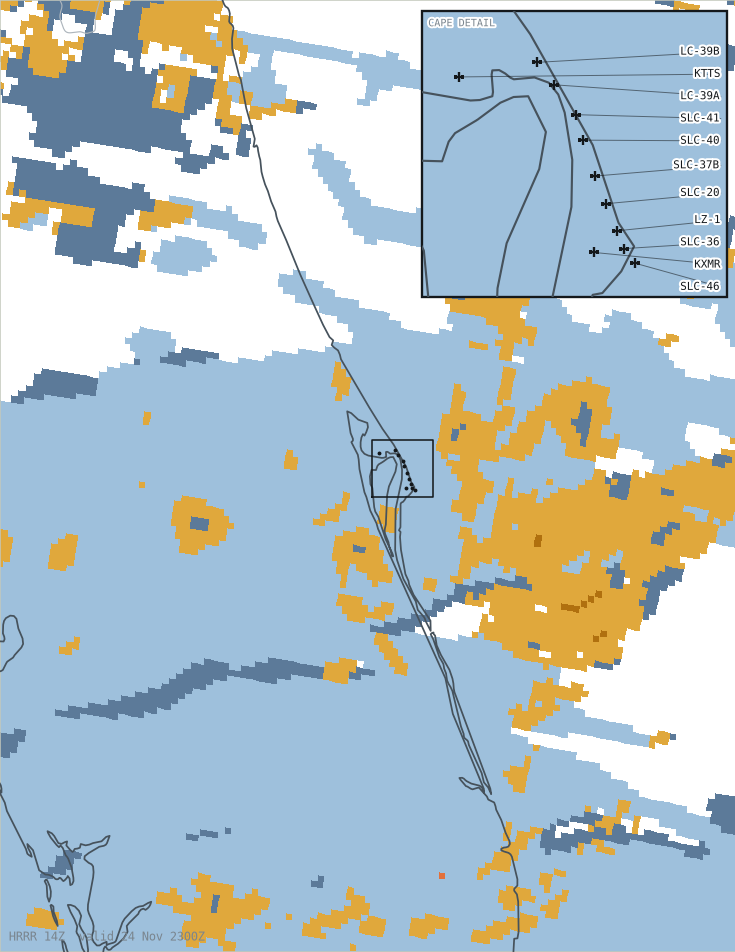 CAPE DETAIL
LC-39B
KTTS
LC-39A
SLC-41
SLC-40
SLC-37B
SLC-20
LZ-1
SLC-36
KXMR
SLC-46
HRRR 14Z valid 24 Nov 2300Z